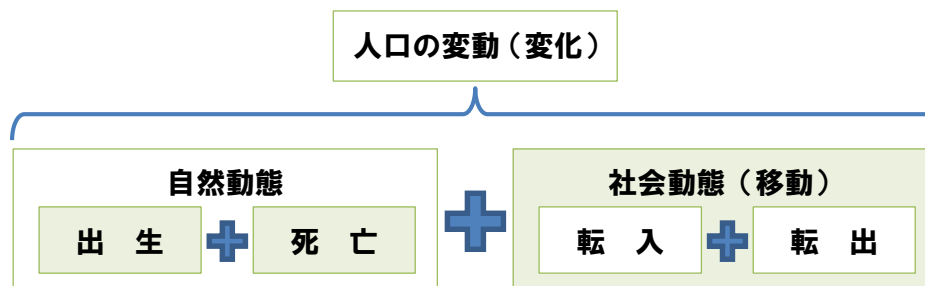 人口の変動（変化）
自然動態
出　生
死　亡
社会動態（移動）
転　入
転　出